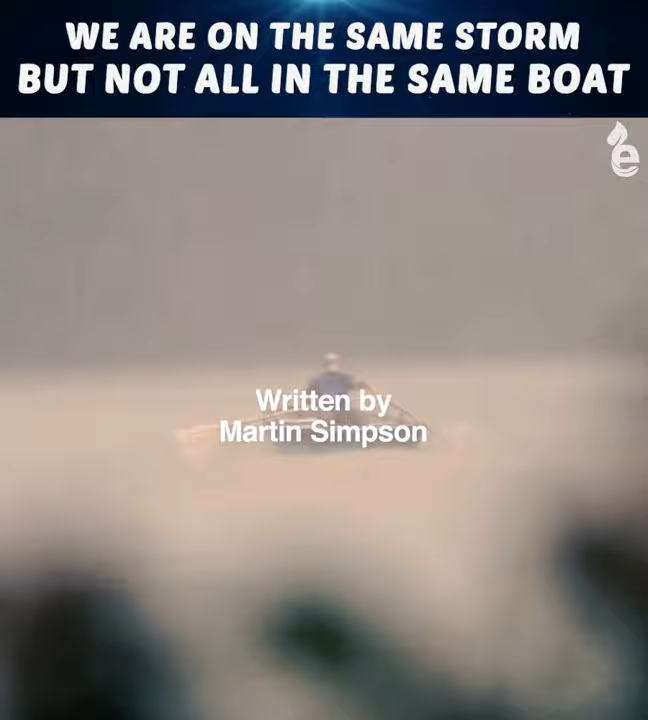 WE ARE ON THE SAME STORM
BUT NOT ALL IN THE SAME BOAT
e
Written by
Martin Simpson